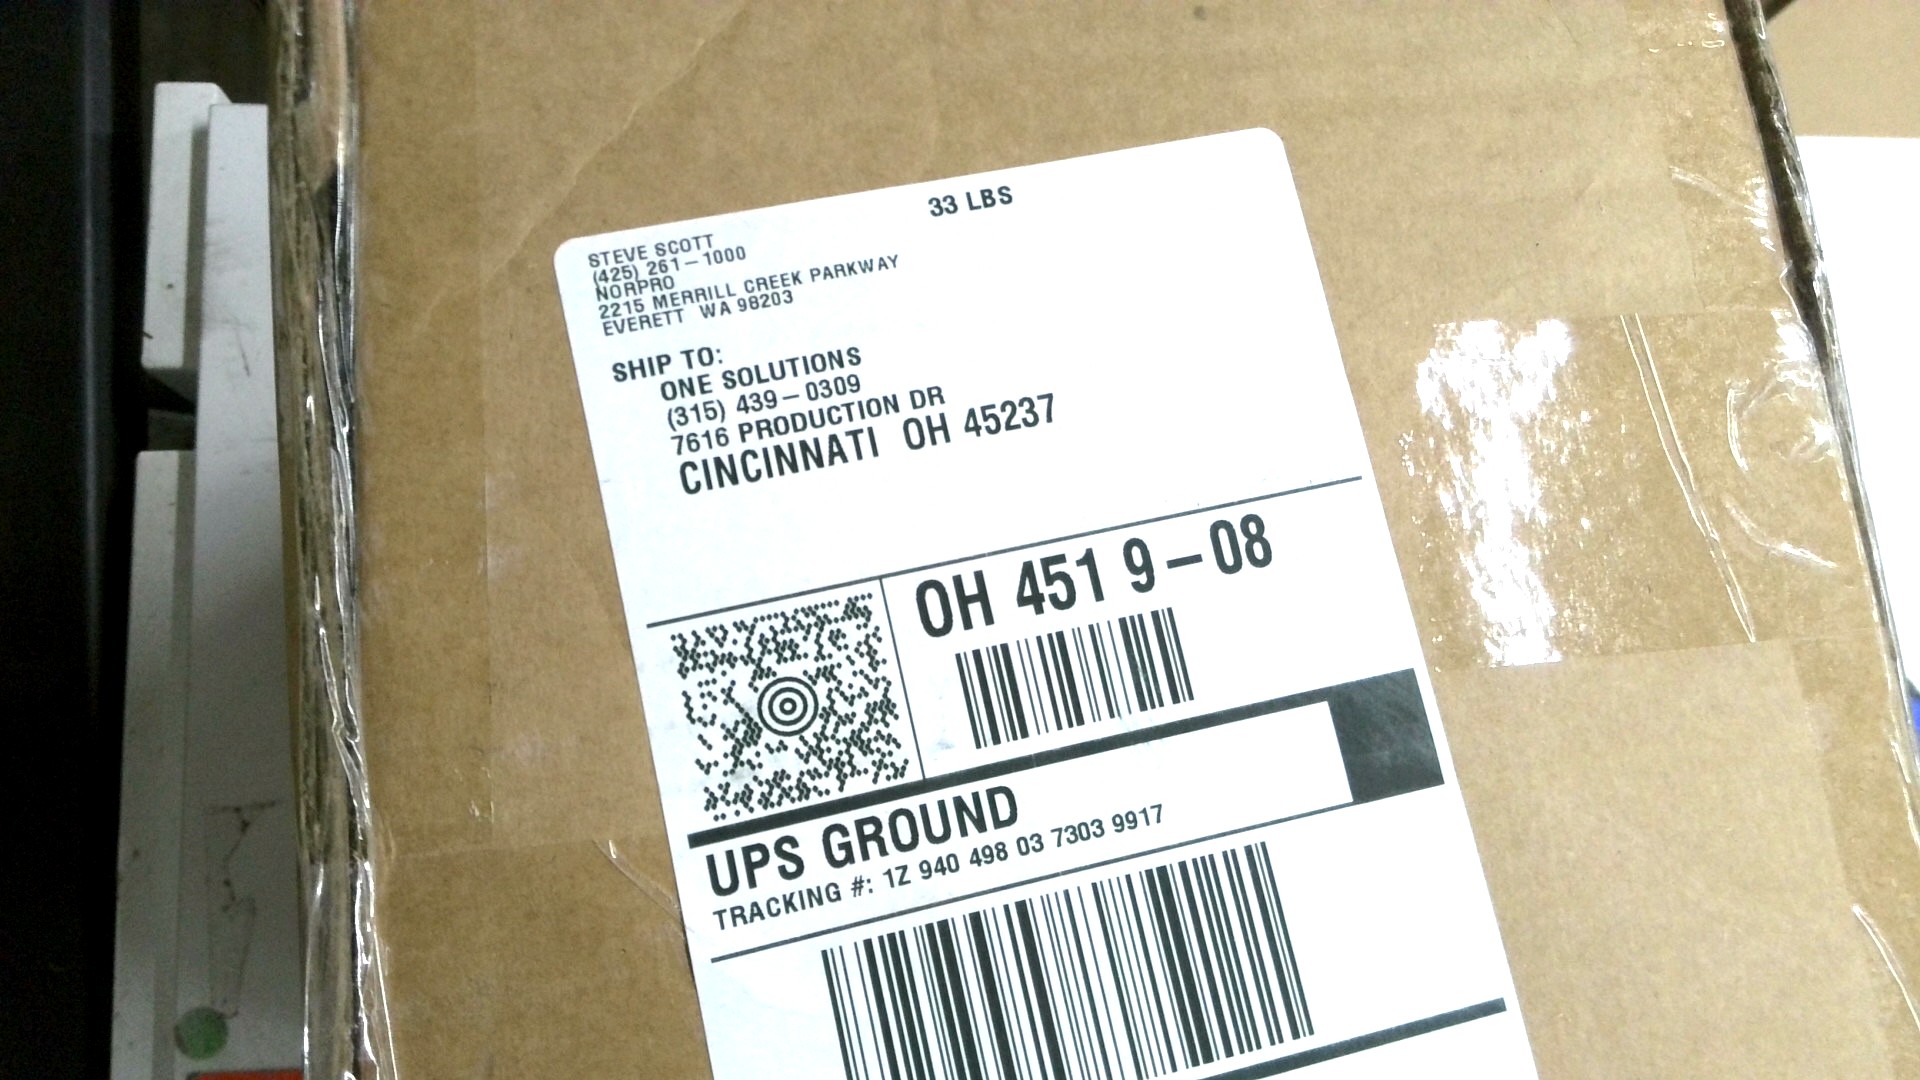 33 LBS
STEVE SCOTT
(425) 261-1000
NORPRO
2215 MERRILL CREEK PARKWAY
EVERETT WA 98203
SHIP TO:
ONE SOLUTIONS
(315) 439-0309
7616 PRODUCTION DR
CINCINNATI OH 45237
OH 451 9-08
UPS GROUND
TRACKING #: 1Z 940 498 03 7303 9917